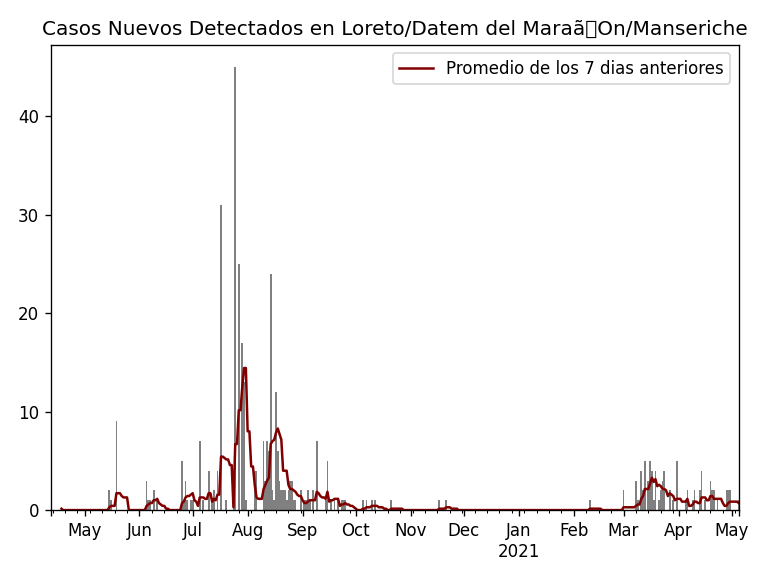 Casos Nuevos Detectados en Loreto/Datem del Maraã▯On/Manseriche
Promedio de los 7 dias anteriores
40
30
20
10
0
May Jun Jul Aug Sep Oct Nov Dec Jan Feb Mar Apr May
2021